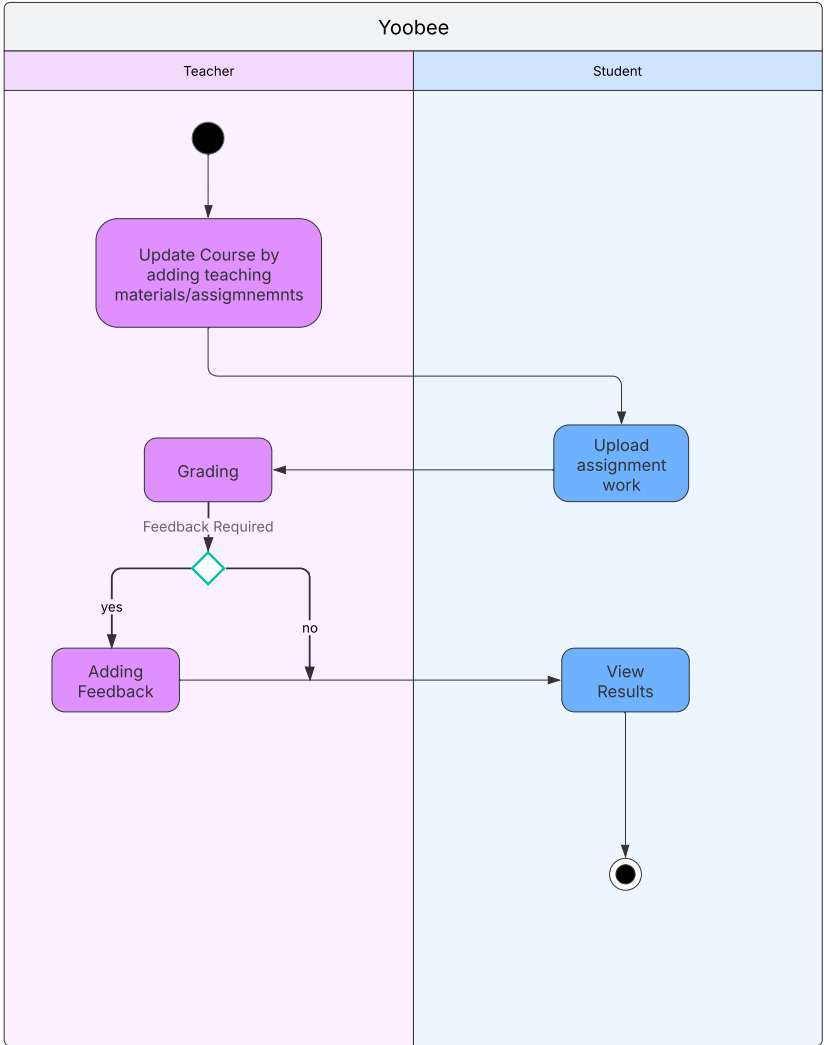 Yoobee
Teacher
Student
Update Course by
adding teaching
materials/assigmnemnts
Upload
assignment
work
Grading
Feedback Required
yes
no
Adding
Feedback
View
Results